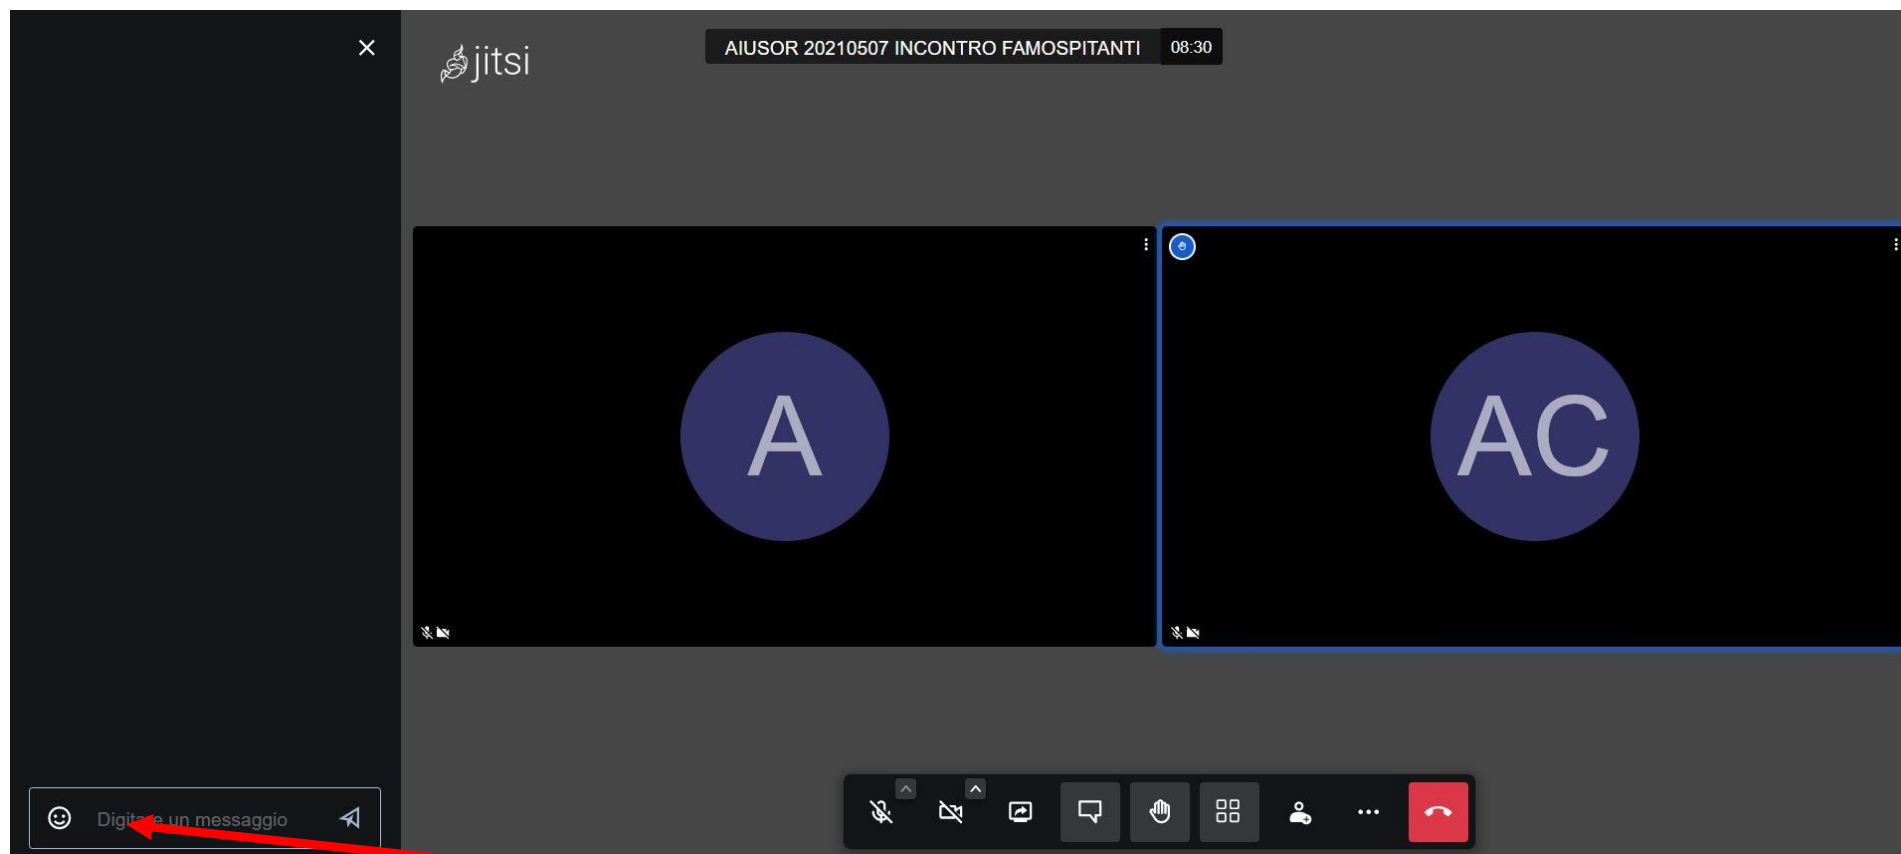 jitsi
AIUSOR 20210507 INCONTRO FAMOSPITANTI 08:30
A
AC
Digitare un messaggio